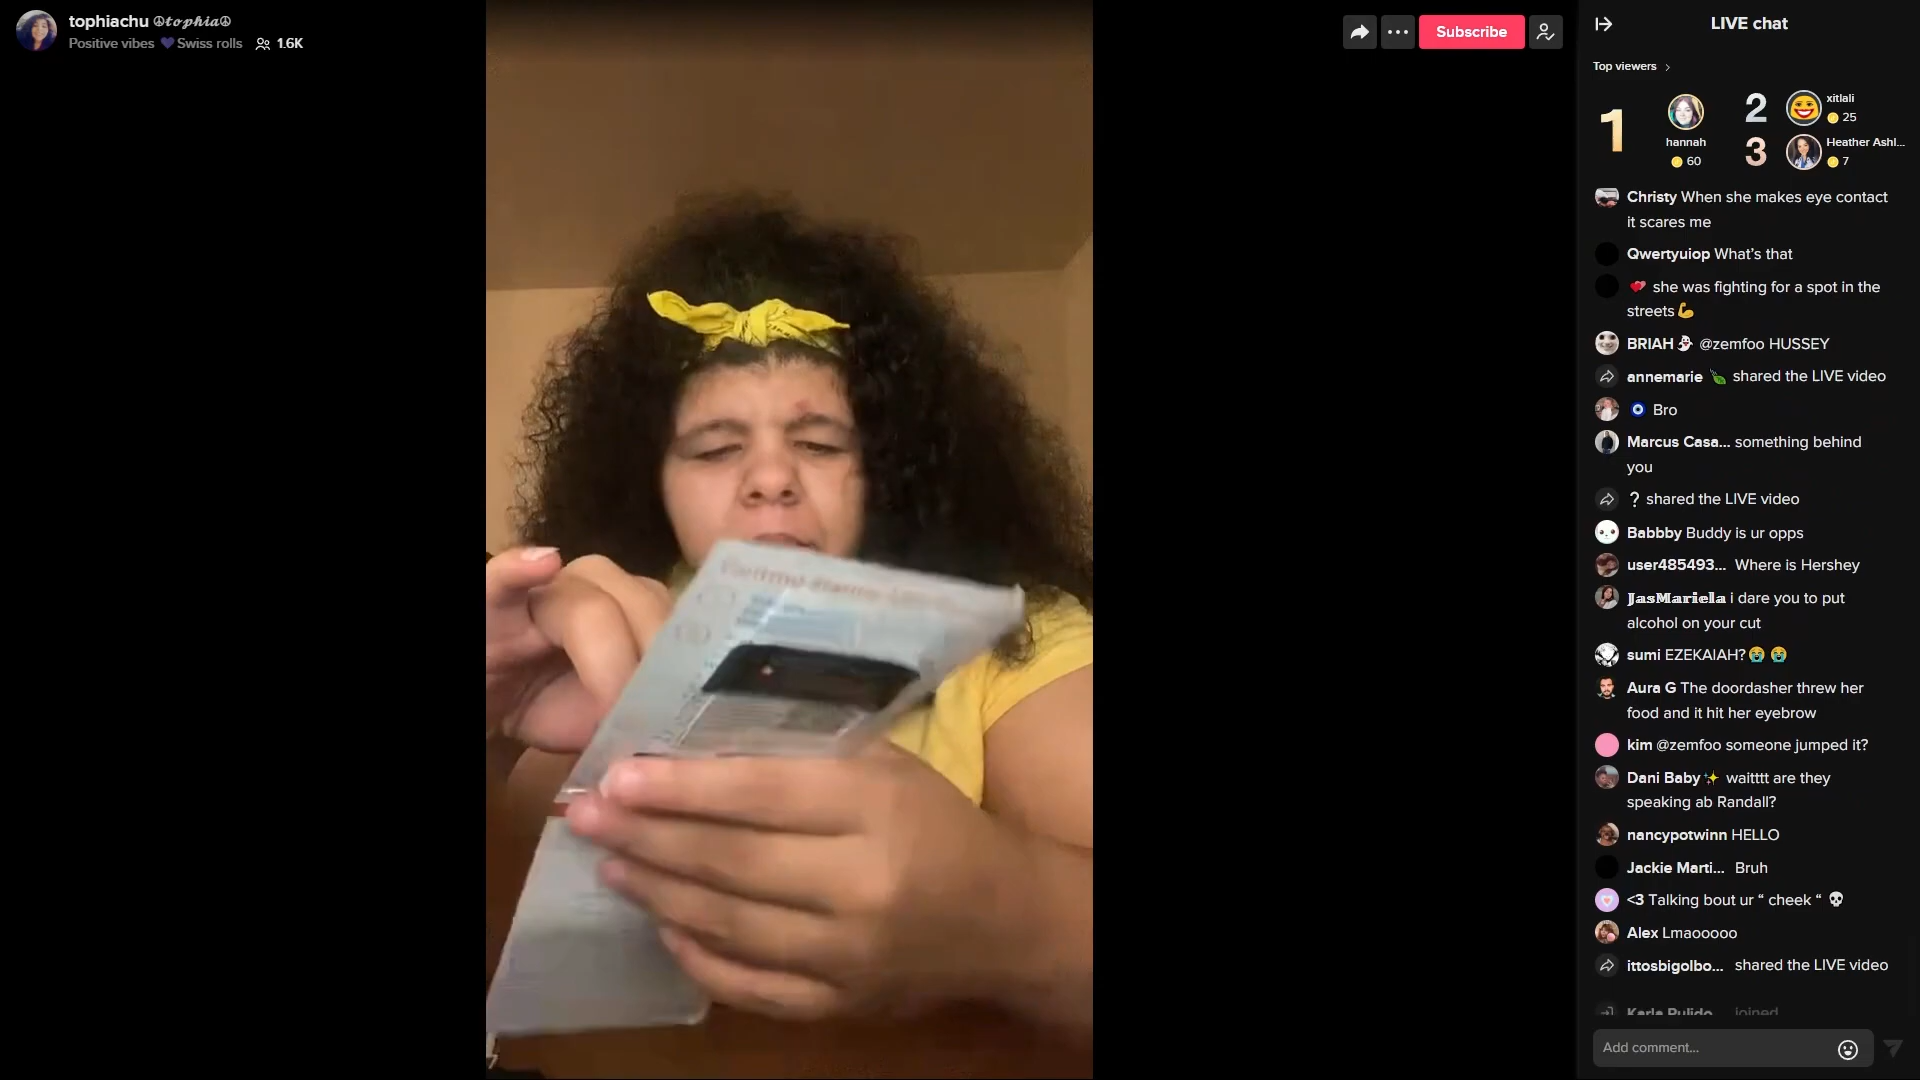 tophiachu ☮𝓽𝓸𝓹𝓱𝓲𝓪☮
Positive vibes 💜Swiss rolls 1.6K
Subscribe
LIVE chat
Top viewers
1
hannah
60
2
xitlali
25
3
Heather Ashl...
7
Christy When she makes eye contact
it scares me
Qwertyuiop What's that
💕 she was fighting for a spot in the
streets💪
BRIAH👻 @zemfoo HUSSEY
annemarie 🍃 shared the LIVE video
🧿 Bro
Marcus Casa... something behind
you
❔ shared the LIVE video
Babbby Buddy is ur opps
user485493... Where is Hershey
𝕁𝕒𝕤𝕄𝕒𝕣𝕚𝕖𝕝𝕒 i dare you to put
alcohol on your cut
sumi EZEKAIAH?😭😭
Aura G The doordasher threw her
food and it hit her eyebrow
kim @zemfoo someone jumped it?
Dani Baby✨ waitttt are they
speaking ab Randall?
nancypotwinn HELLO
Jackie Marti... Bruh
<3 Talking bout ur “ cheek “ 💀
Alex Lmaooooo
ittosbigolbo... shared the LIVE video
Karla Pulido joined
Add comment...